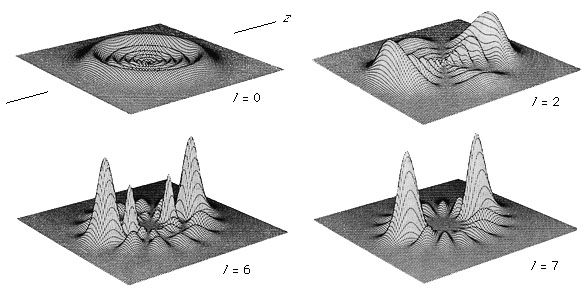 z
l = 0
l = 2
l = 6
l = 7